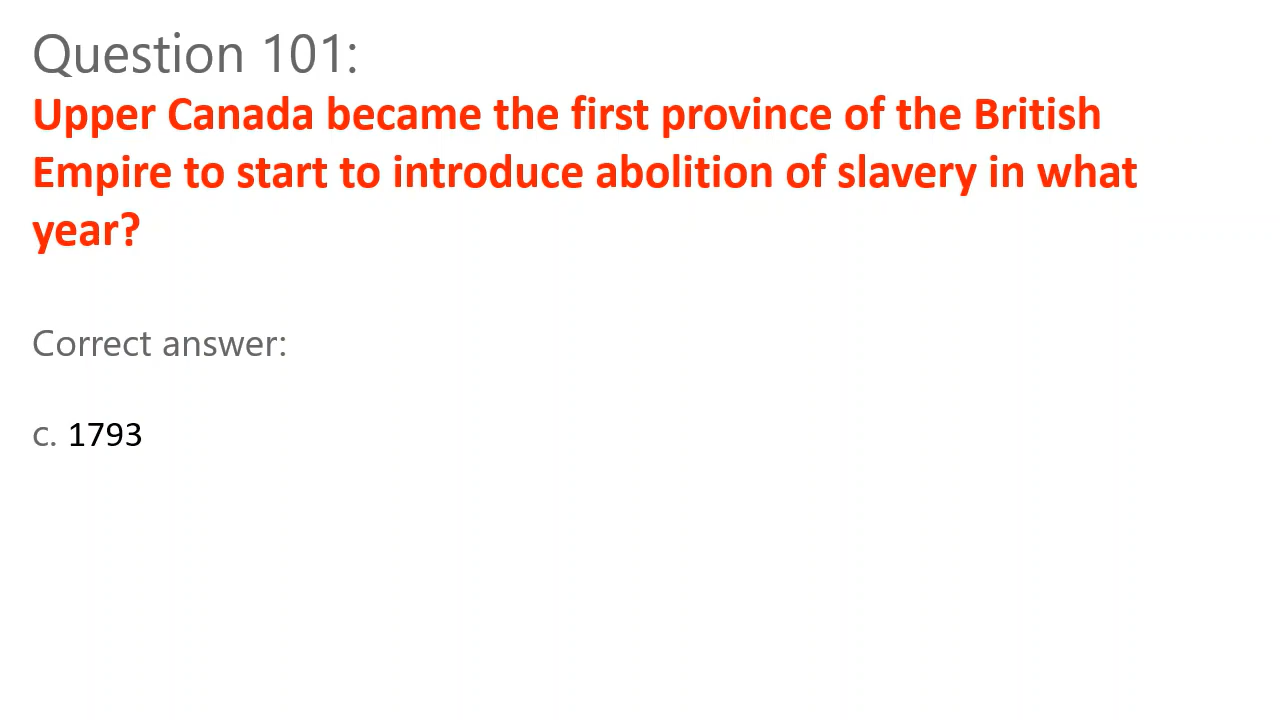 Question 101:
Upper Canada became the first province of the British
Empire to start to introduce abolition of slavery in what
year?
Correct answer:
c. 1793